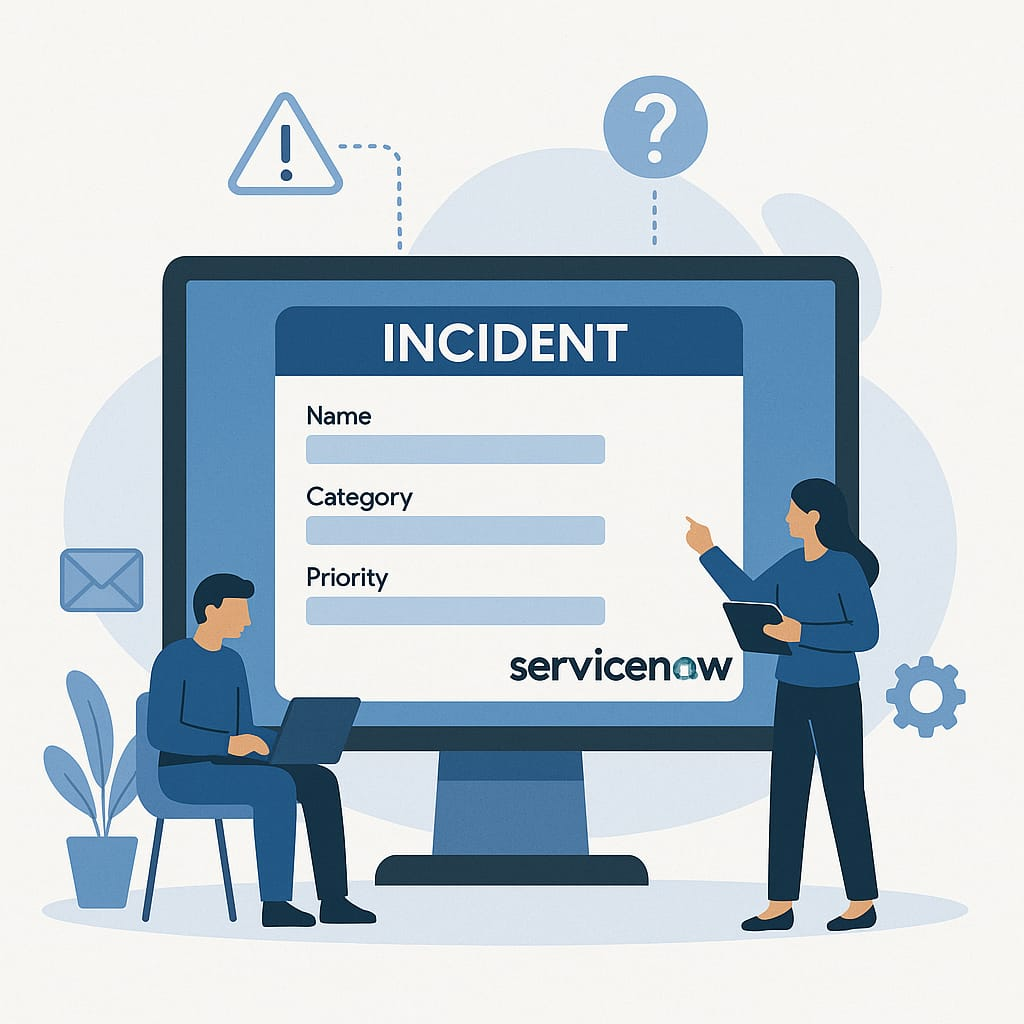 !
?
INCIDENT
Name
Category
Priority
servicenow